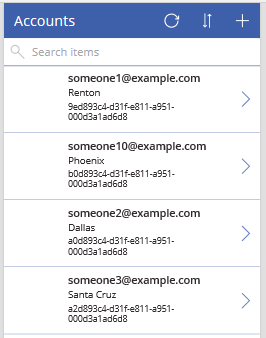 Accounts
Search items
someone1@example.com
Renton
9ed893c4-d31f-e811-a951-
000d3a1ad6d8
someone10@example.com
Phoenix
b0d893c4-d31f-e811-a951-
000d3a1ad6d8
someone2@example.com
Dallas
a0d893c4-d31f-e811-a951-
000d3a1ad6d8
someone3@example.com
Santa Cruz
a2d893c4-d31f-e811-a951-
000d3a1ad6d8